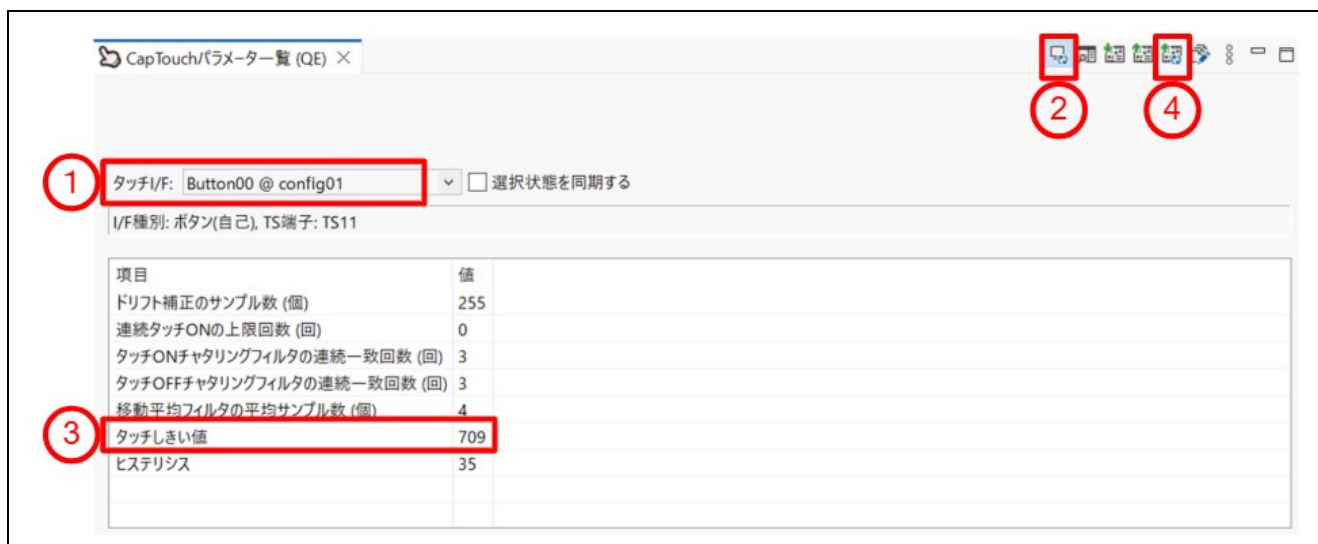 CapTouchパラメーター覧 (QE)
2
4
1
タッチI/F: Button00 @ config01
選択状態を同期する
I/F種別: ボタン(自己), TS端子: TS11
項目 値
ドリフト補正のサンプル数 (個) 255
連続タッチONの上限回数 (回) 0
タッチONチャタリングフィルタの連続一致回数 (回) 3
タッチOFFチャタリングフィルタの連続一致回数 (回) 3
移動平均フィルタの平均サンプル数 (個) 4
3
タッチしきい値 709
ヒステリシス 35